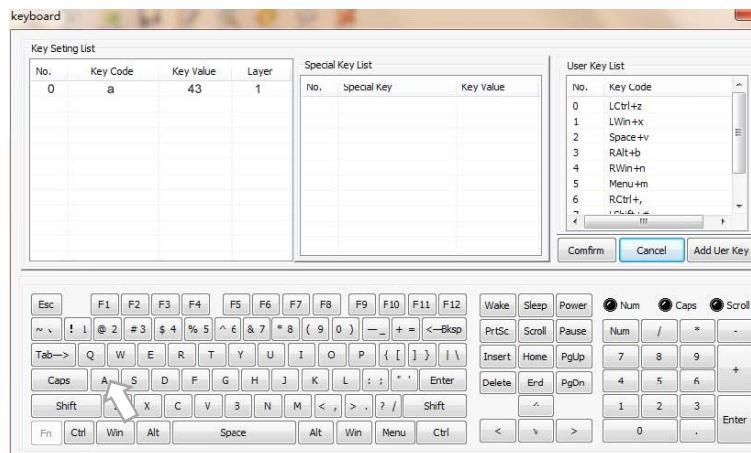 keyboard
Key Seting List
Special Key List
User Key List
No. Key Code Key Value Layer
No. Special Key Key Value
No. Key Code
0 a 43 1
0 LCtrl+z
1 LWin+x
2 Space+v
3 RAlt+b
4 RWin+n
5 Menu+m
6 RCtrl+,
Comfirm Cancel Add Uer Key
Esc F1 F2 F3 F4 F5 F6 F7 F8 F9 F10 F11 F12 Wake Sleep Power Num Caps Scroll
~ ! 1 @ 2 # 3 $ 4 % 5 ^ 6 & 7 * 8 ( 9 0 ) — _ + = <—Bksp PrtSc Scroll Pause Num / * -
Tab—> Q W E R T Y U I O P { [ ] } | \ Insert Home PgUp 7 8 9 +
Caps A S D F G H J K L : ; " ' Enter Delete End PgDn 4 5 6
Shift X C V B N M < , > . ? / Shift ^ 1 2 3 Enter
Fn Ctrl Win Alt Space Alt Win Menu Ctrl < v > 0 .